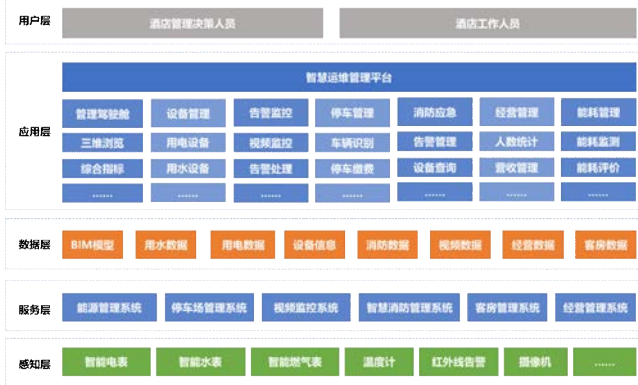 用户层
酒店管理决策人员 酒店工作人员
应用层
智慧运维管理平台
管理驾驶舱 设备管理 告警监控 停车管理 消防应急 经营管理 能耗管理
三维浏览 用电设备 视频监控 车辆识别 告警管理 人数统计 能耗监测
综合指标 用水设备 告警处理 停车缴费 设备查询 营收管理 能耗评价
...... ...... ...... ...... ...... ...... ......
数据层
BIM模型 用水数据 用电数据 设备信息 消防数据 视频数据 经营数据 客房数据
服务层
能源管理系统 停车场管理系统 视频监控系统 智慧消防管理系统 客房管理系统 经营管理系统
感知层
智能电表 智能水表 智能燃气表 温度计 红外线告警 摄像机 ......